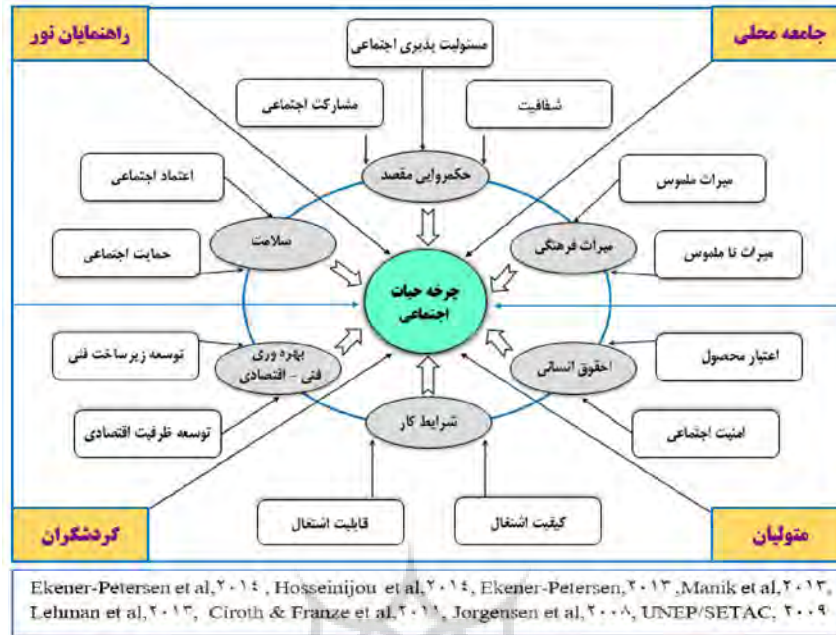 جامعه محلی
راهنمایان تور
مسئولیت پذیری اجتماعی
شفافیت
مشارکت اجتماعی
حکمروایی مقصد
میراث ملموس
اعتماد اجتماعی
میراث فرهنگی
سلامت
میراث نا ملموس
حمایت اجتماعی
چرخه حیات
اجتماعی
اعتبار محصول
احقوق انسانی
بهره وری
فنی - اقتصادی
توسعه زیرساخت فنی
امنیت اجتماعی
شرایط کار
توسعه ظرفیت اقتصادی
کیفیت اشتغال
قابلیت اشتغال
متولیان
گردشگران
Ekener-Petersen et al,۲۰۱٤ , Hosseinijou et al,۲۰۱٤, Ekener-Petersen,۲۰۱۳ ,Manik et al,۲۰۱۳,
Lehman et al,۲۰۱۳, Ciroth & Franze et al,۲۰۱۱, Jorgensen et al,۲۰۰۸, UNEP/SETAC, ۲۰۰۹